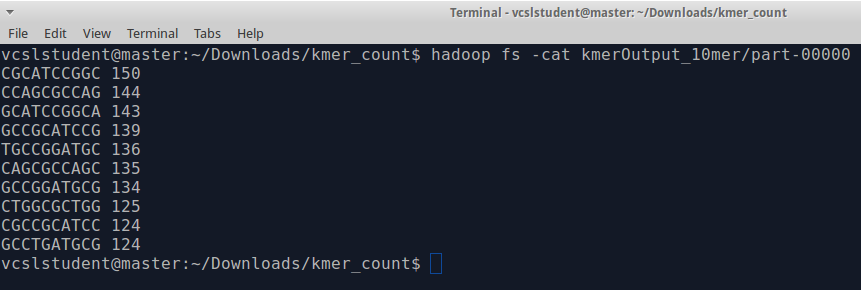 Terminal - vcslstudent@master: ~/Downloads/kmer_count
File Edit View Terminal Tabs Help
vcslstudent@master:~/Downloads/kmer_count$ hadoop fs -cat kmerOutput_10mer/part-00000
CGCATCCGGC 150
CCAGCGCCAG 144
GCATCCGGCA 143
GCCGCATCCG 139
TGCCGGATGC 136
CAGCGCCAGC 135
GCCGGATGCG 134
CTGGCGCTGG 125
CGCCGCATCC 124
GCCTGATGCG 124
vcslstudent@master:~/Downloads/kmer_count$